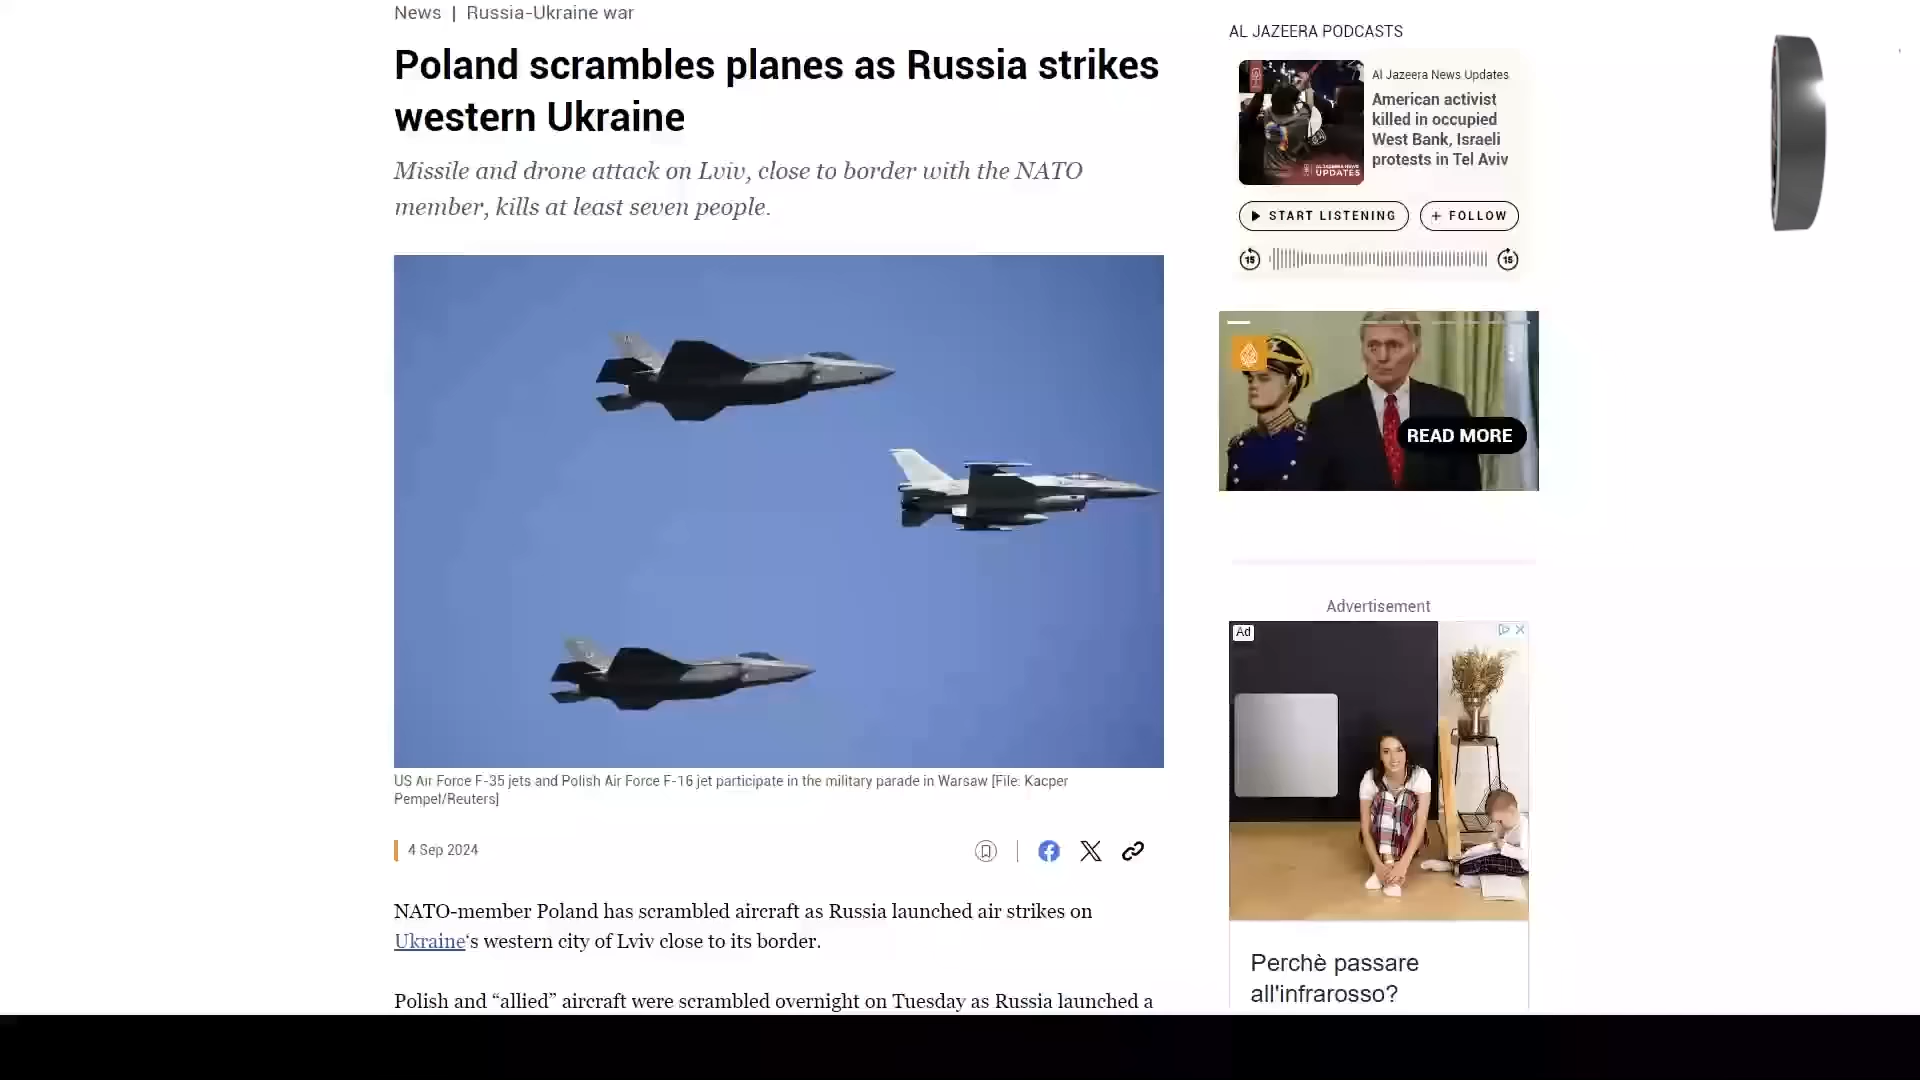 News | Russia-Ukraine war
Poland scrambles planes as Russia strikes
western Ukraine
Missile and drone attack on Lviv, close to border with the NATO
member, kills at least seven people.
US Air Force F-35 jets and Polish Air Force F-16 jet participate in the military parade in Warsaw [File: Kacper
Pempel/Reuters]
4 Sep 2024
NATO-member Poland has scrambled aircraft as Russia launched air strikes on
Ukraine‘s western city of Lviv close to its border.
Polish and “allied” aircraft were scrambled overnight on Tuesday as Russia launched a
AL JAZEERA PODCASTS
Al Jazeera News Updates
American activist
killed in occupied
West Bank, Israeli
protests in Tel Aviv
AL JAZEERA NEWS
UPDATES
START LISTENING
+ FOLLOW
15
15
READ MORE
Advertisement
Ad
Perchè passare
all'infrarosso?